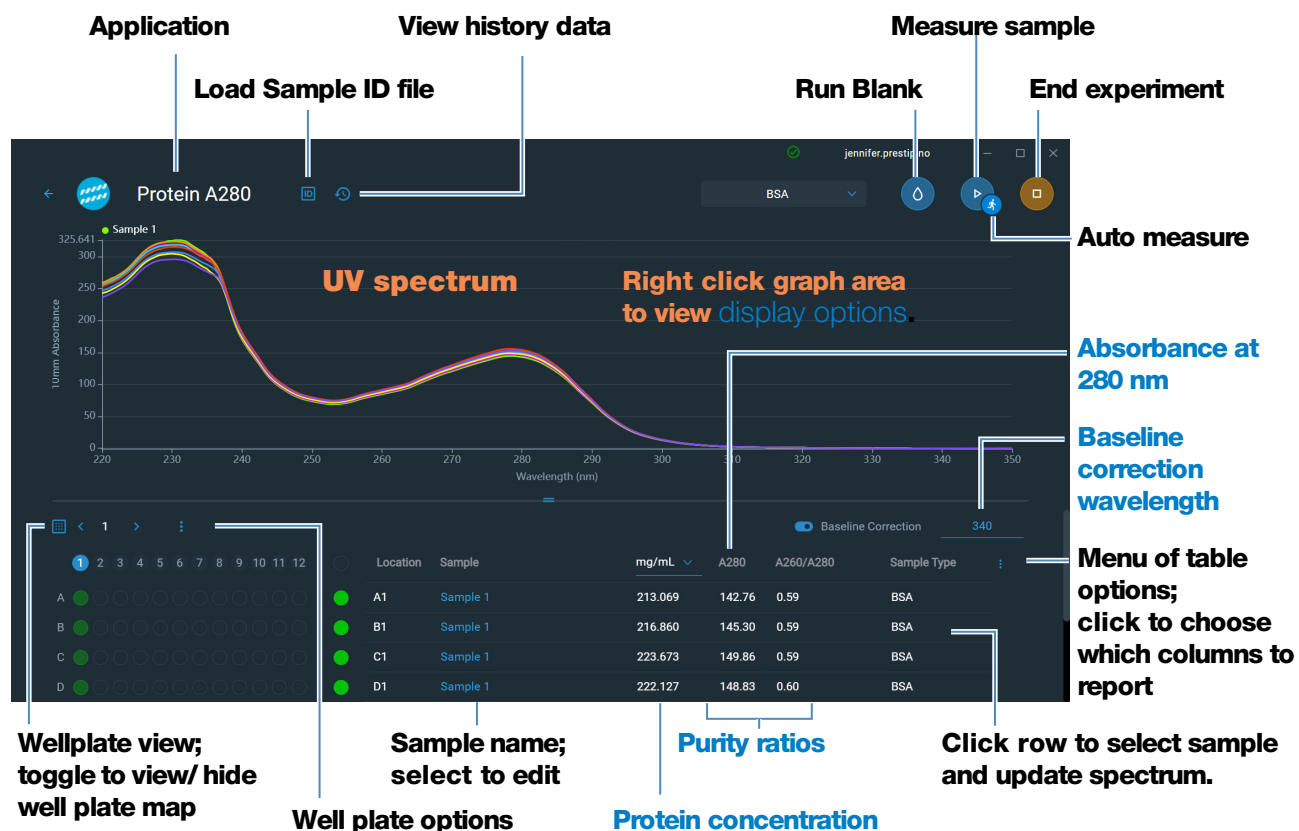 Application
View history data
Measure sample
Load Sample ID file
Run Blank
End experiment
jennifer.prestipino
Protein A280
ID
BSA
Auto measure
Sample 1
325.641
300
250
200
150
100
50
0
10mm Absorbance
UV spectrum
Right click graph area
to view display options.
220
230
240
250
260
270
280
290
300
310
320
330
340
350
Wavelength (nm)
Absorbance at
280 nm
Baseline
correction
wavelength
1
Baseline Correction
340
1 2 3 4 5 6 7 8 9 10 11 12
Location Sample mg/mL A280 A260/A280 Sample Type
A A1 Sample 1 213.069 142.76 0.59 BSA
B B1 Sample 1 216.860 145.30 0.59 BSA
C C1 Sample 1 223.673 149.86 0.59 BSA
D D1 Sample 1 222.127 148.83 0.60 BSA
Menu of table
options;
click to choose
which columns to
report
Wellplate view;
toggle to view/ hide
well plate map
Well plate options
Sample name;
select to edit
Protein concentration
Purity ratios
Click row to select sample
and update spectrum.